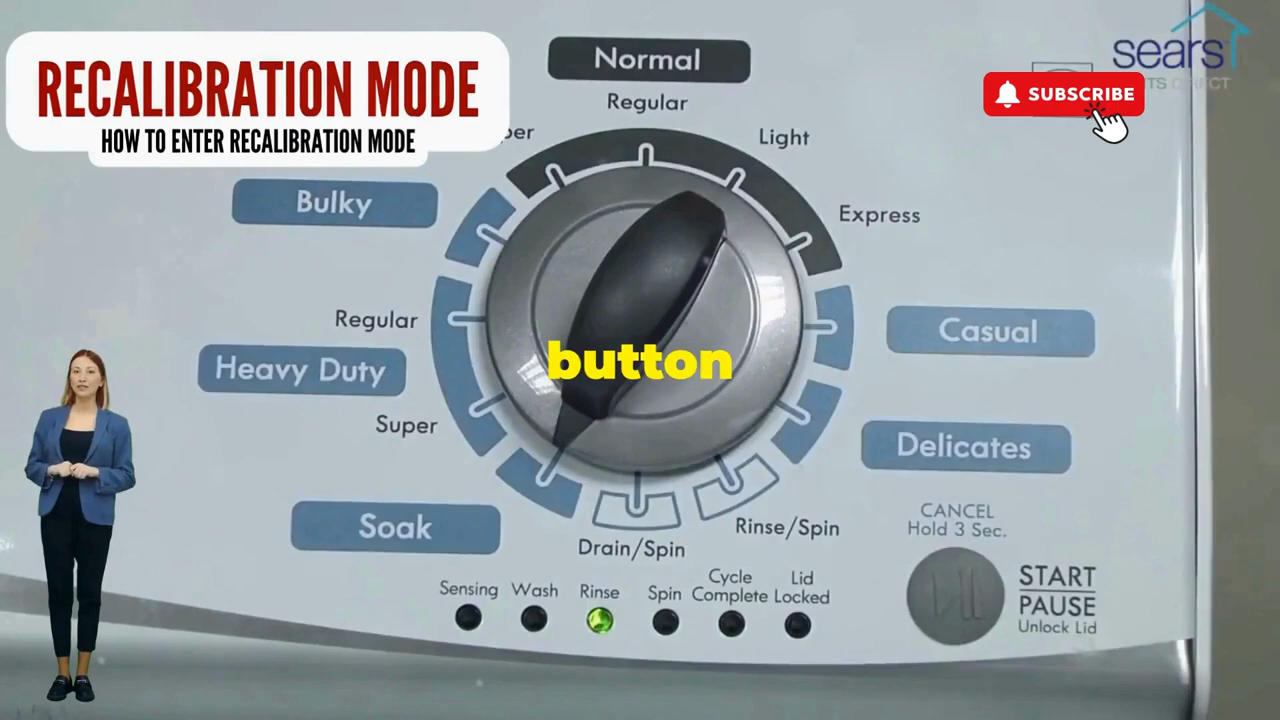 RECALIBRATION MODE
HOW TO ENTER RECALIBRATION MODE
sears
SUBSCRIBE
Normal
Regular
Light
Express
Bulky
Regular
Heavy Duty
Super
Casual
Delicates
Soak
Drain/Spin
Rinse/Spin
button
CANCEL
Hold 3 Sec.
START
PAUSE
Unlock Lid
Sensing
Wash
Rinse
Spin
Cycle
Complete
Lid
Locked